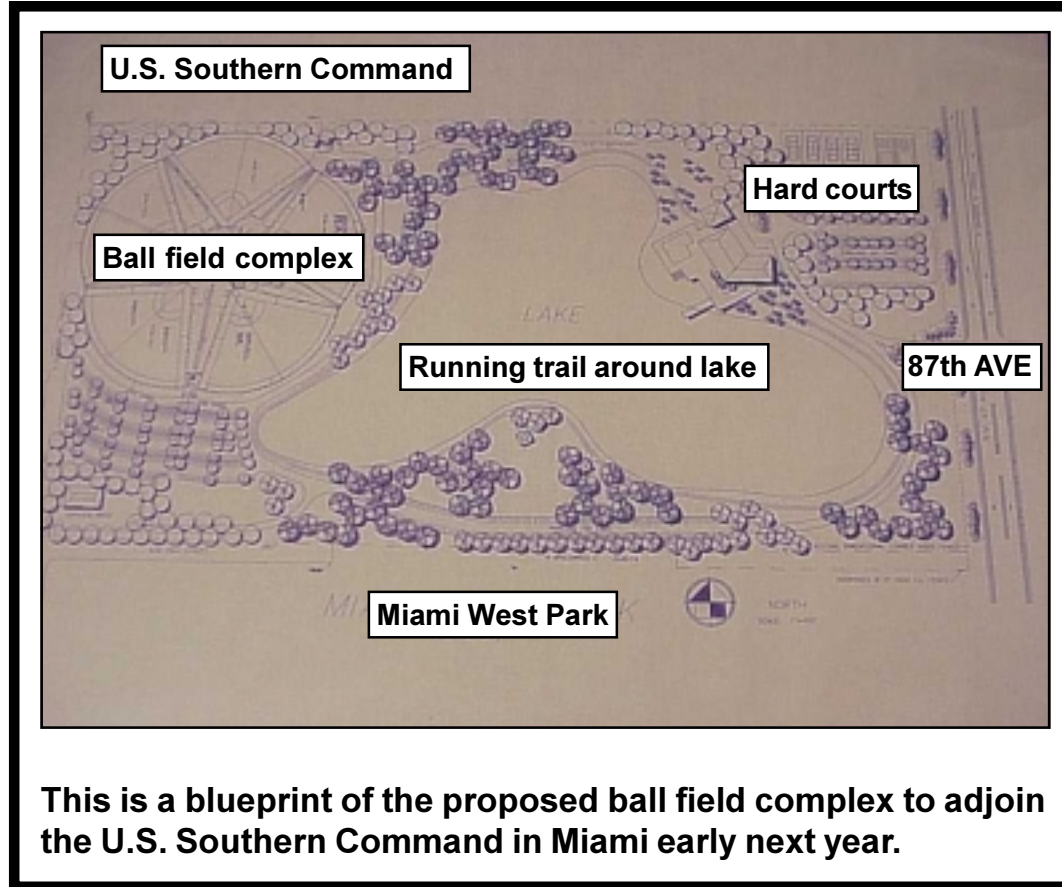 U.S. Southern Command
Hard courts
Ball field complex
LAKE
Running trail around lake
87th AVE
Miami West Park
NORTH
This is a blueprint of the proposed ball field complex to adjoin
the U.S. Southern Command in Miami early next year.